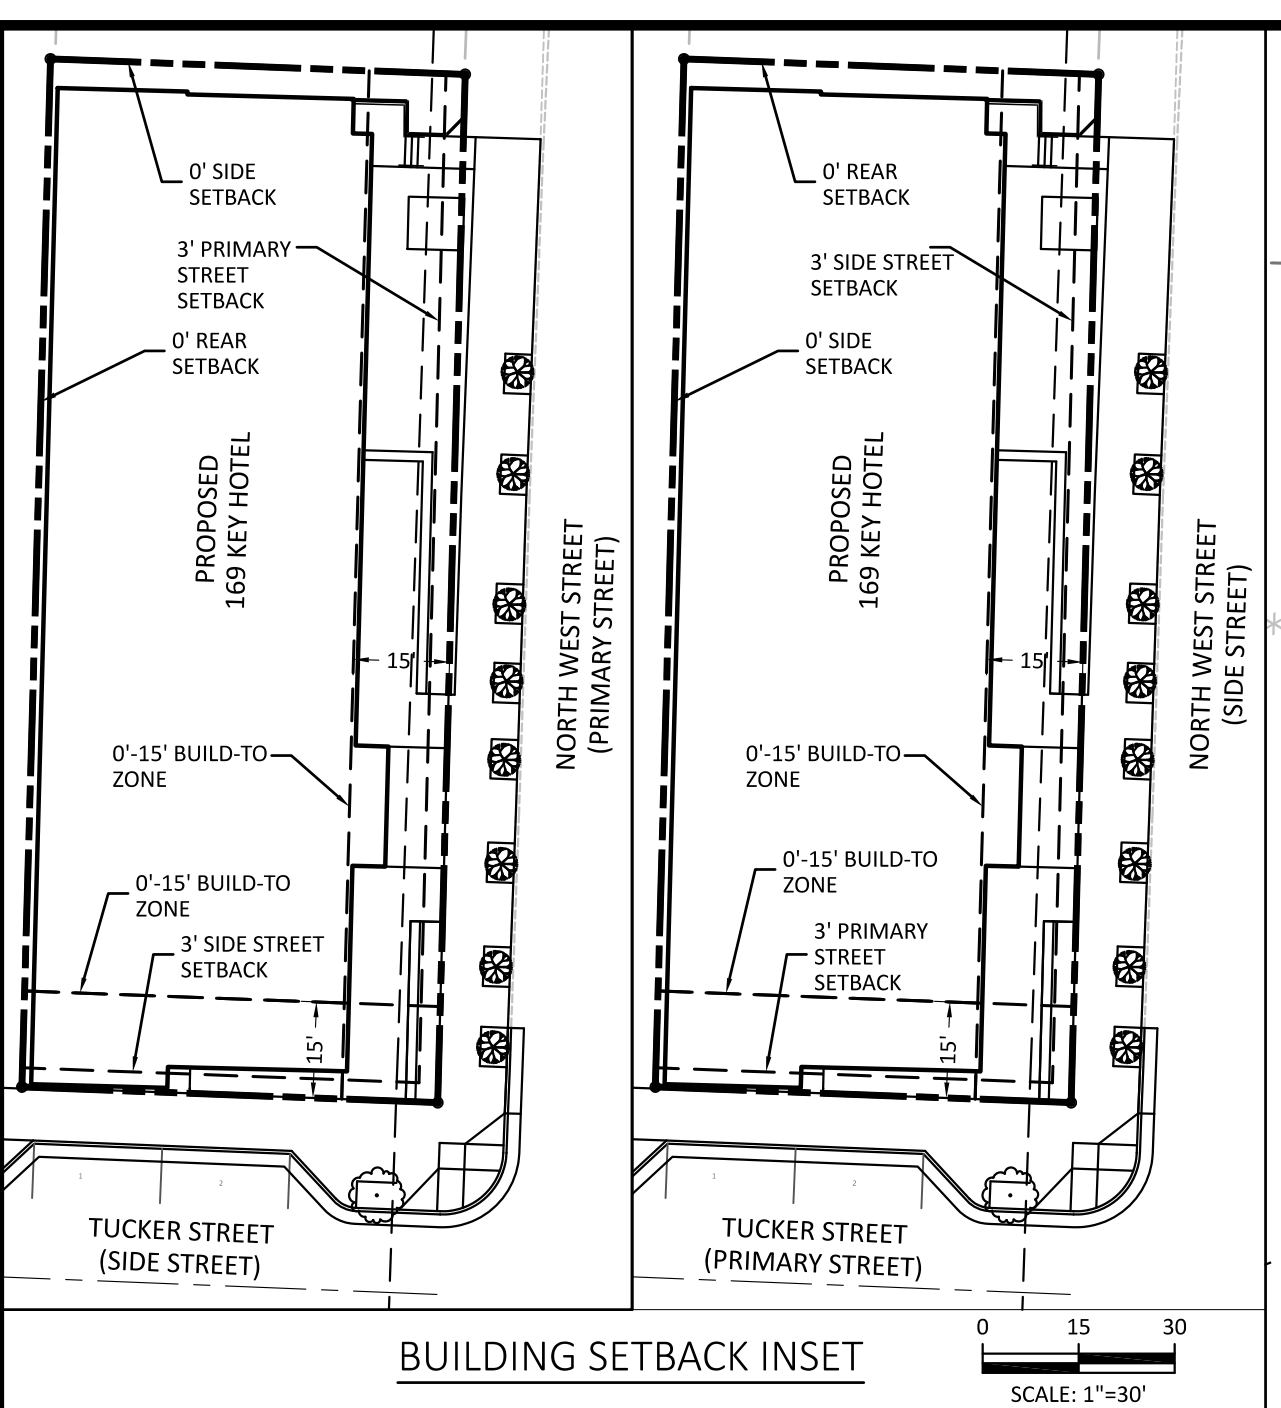 0' SIDE
SETBACK
3' PRIMARY
STREET
SETBACK
0' REAR
SETBACK
PROPOSED
169 KEY HOTEL
15'
NORTH WEST STREET
(PRIMARY STREET)
0'-15' BUILD-TO
ZONE
0'-15' BUILD-TO
ZONE
3' SIDE STREET
SETBACK
15'
1
2
TUCKER STREET
(SIDE STREET)
0' REAR
SETBACK
3' SIDE STREET
SETBACK
0' SIDE
SETBACK
PROPOSED
169 KEY HOTEL
15'
NORTH WEST STREET
(SIDE STREET)
0'-15' BUILD-TO
ZONE
0'-15' BUILD-TO
ZONE
3' PRIMARY
STREET
SETBACK
15'
1
2
TUCKER STREET
(PRIMARY STREET)
BUILDING SETBACK INSET
0 15 30
SCALE: 1"=30'